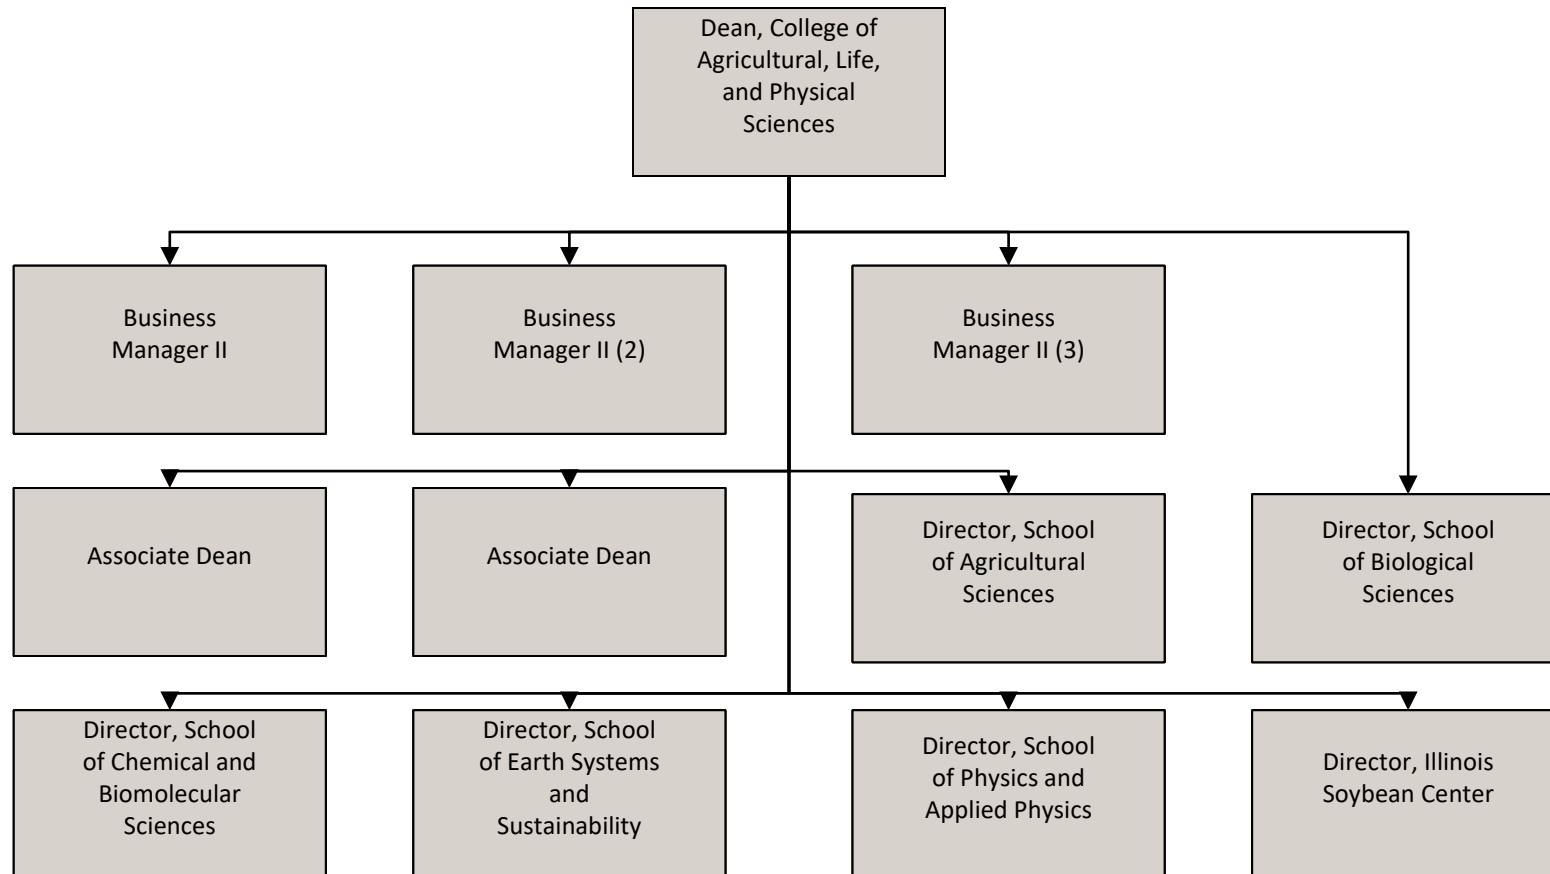 Dean, College of
Agricultural, Life,
and Physical
Sciences
Business
Manager II
Business
Manager II (2)
Business
Manager II (3)
Associate Dean
Associate Dean
Director, School
of Agricultural
Sciences
Director, School
of Biological
Sciences
Director, School
of Chemical and
Biomolecular
Sciences
Director, School
of Earth Systems
and
Sustainability
Director, School
of Physics and
Applied Physics
Director, Illinois
Soybean Center